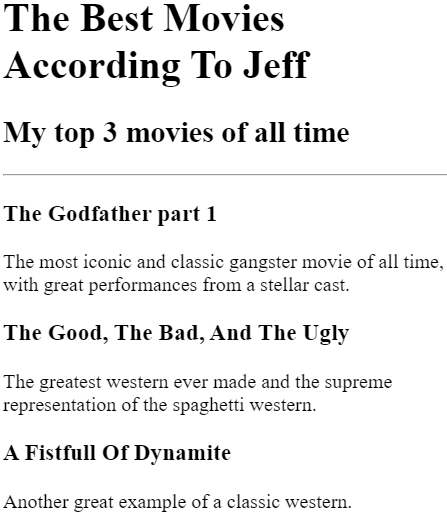 The Best Movies
According To Jeff
My top 3 movies of all time
The Godfather part 1
The most iconic and classic gangster movie of all time,
with great performances from a stellar cast.
The Good, The Bad, And The Ugly
The greatest western ever made and the supreme
representation of the spaghetti western.
A Fistfull Of Dynamite
Another great example of a classic western.